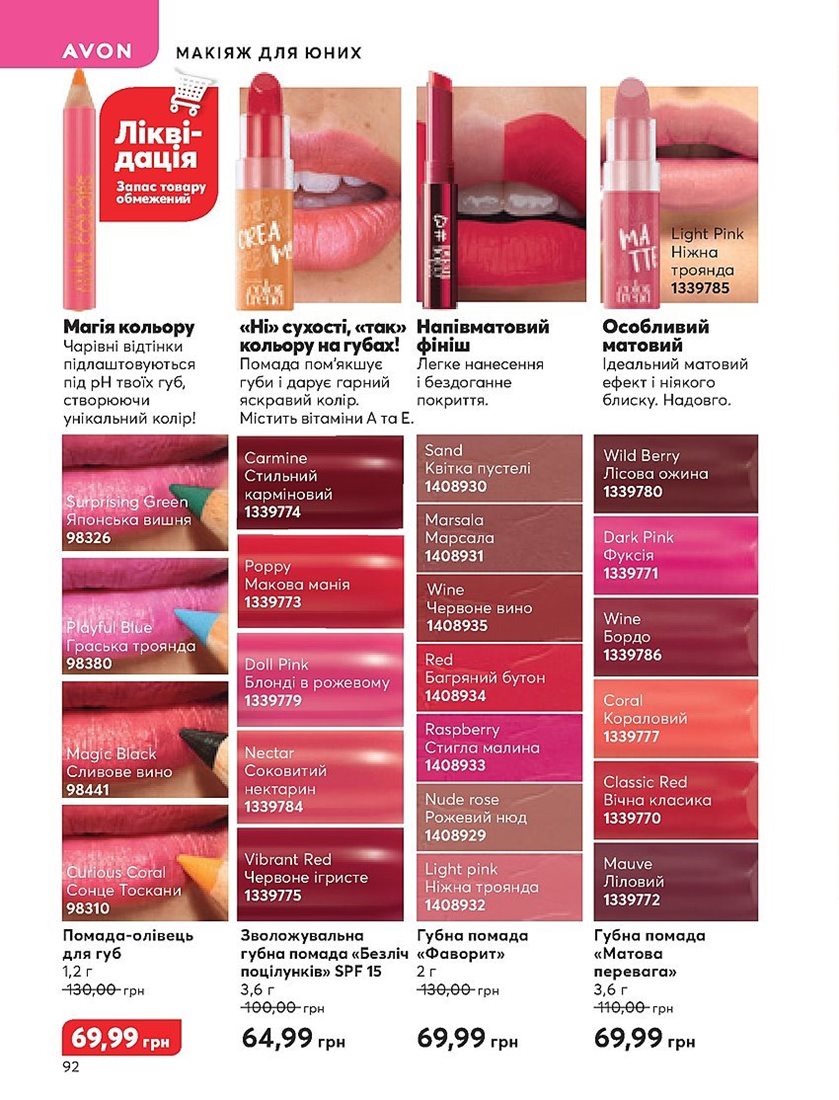 AVON
МАКІЯЖ ДЛЯ ЮНИХ
Ліквідація
Запас товару
обмежений
CREA
MY
color
trend
MA
TTE
color
trend
Light Pink
Ніжна
троянда
1339785
Магія кольору
Чарівні відтінки
підлаштовуються
під pH твоїх губ,
створюючи
унікальний колір!
«Ні» сухості, «так»
кольору на губах!
Помада пом’якшує
губи і дарує гарний
яскравий колір.
Містить вітаміни А та Е.
Напівматовий
фініш
Легке нанесення
і бездоганне
покриття.
Особливий
матовий
Ідеальний матовий
ефект і ніякого
блиску. Надовго.
Surprising Green
Японська вишня
98326
Playful Blue
Граська троянда
98380
Magic Black
Сливове вино
98441
Curious Coral
Сонце Тоскани
98310
Carmine
Стильний
карміновий
1339774
Poppy
Макова манія
1339773
Doll Pink
Блонді в рожевому
1339779
Nectar
Соковитий
нектарин
1339784
Vibrant Red
Червоне ігристе
1339775
Sand
Квітка пустелі
1408930
Marsala
Марсала
1408931
Wine
Червоне вино
1408935
Red
Багряний бутон
1408934
Raspberry
Стигла малина
1408933
Nude rose
Рожевий нюд
1408929
Light pink
Ніжна троянда
1408932
Wild Berry
Лісова ожина
1339780
Dark Pink
Фуксія
1339771
Wine
Бордо
1339786
Coral
Кораловий
1339777
Classic Red
Вічна класика
1339770
Mauve
Ліловий
1339772
Помада-олівець
для губ
1,2 г
130,00 грн
69,99 грн
Зволожувальна
губна помада «Безліч
поцілунків» SPF 15
3,6 г
100,00 грн
64,99 грн
Губна помада
«Фаворит»
2 г
130,00 грн
69,99 грн
Губна помада
«Матова
перевага»
3,6 г
110,00 грн
69,99 грн
92